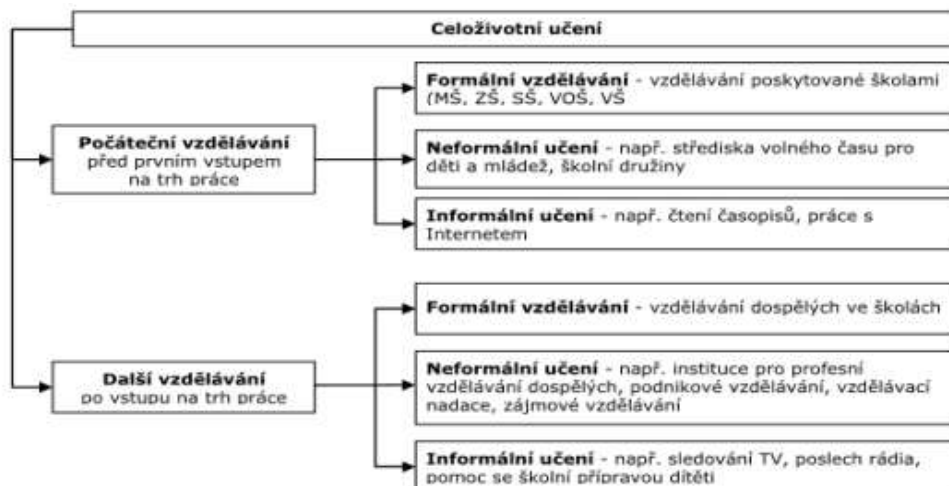 Celoživotní učení
Formální vzdělávání - vzdělávání poskytované školami
(MŠ, ZŠ, SŠ, VOŠ, VŠ
Počáteční vzdělávání
před prvním vstupem
na trh práce
Neformální učení - např. střediska volného času pro
děti a mládež, školní družiny
Informální učení - např. čtení časopisů, práce s
Internetem
Formální vzdělávání - vzdělávání dospělých ve školách
Další vzdělávání
po vstupu na trh práce
Neformální učení - např. instituce pro profesní
vzdělávání dospělých, podnikové vzdělávání, vzdělávací
nadace, zájmové vzdělávání
Informální učení - např. sledování TV, poslech rádia,
pomoc se školní přípravou dítěti